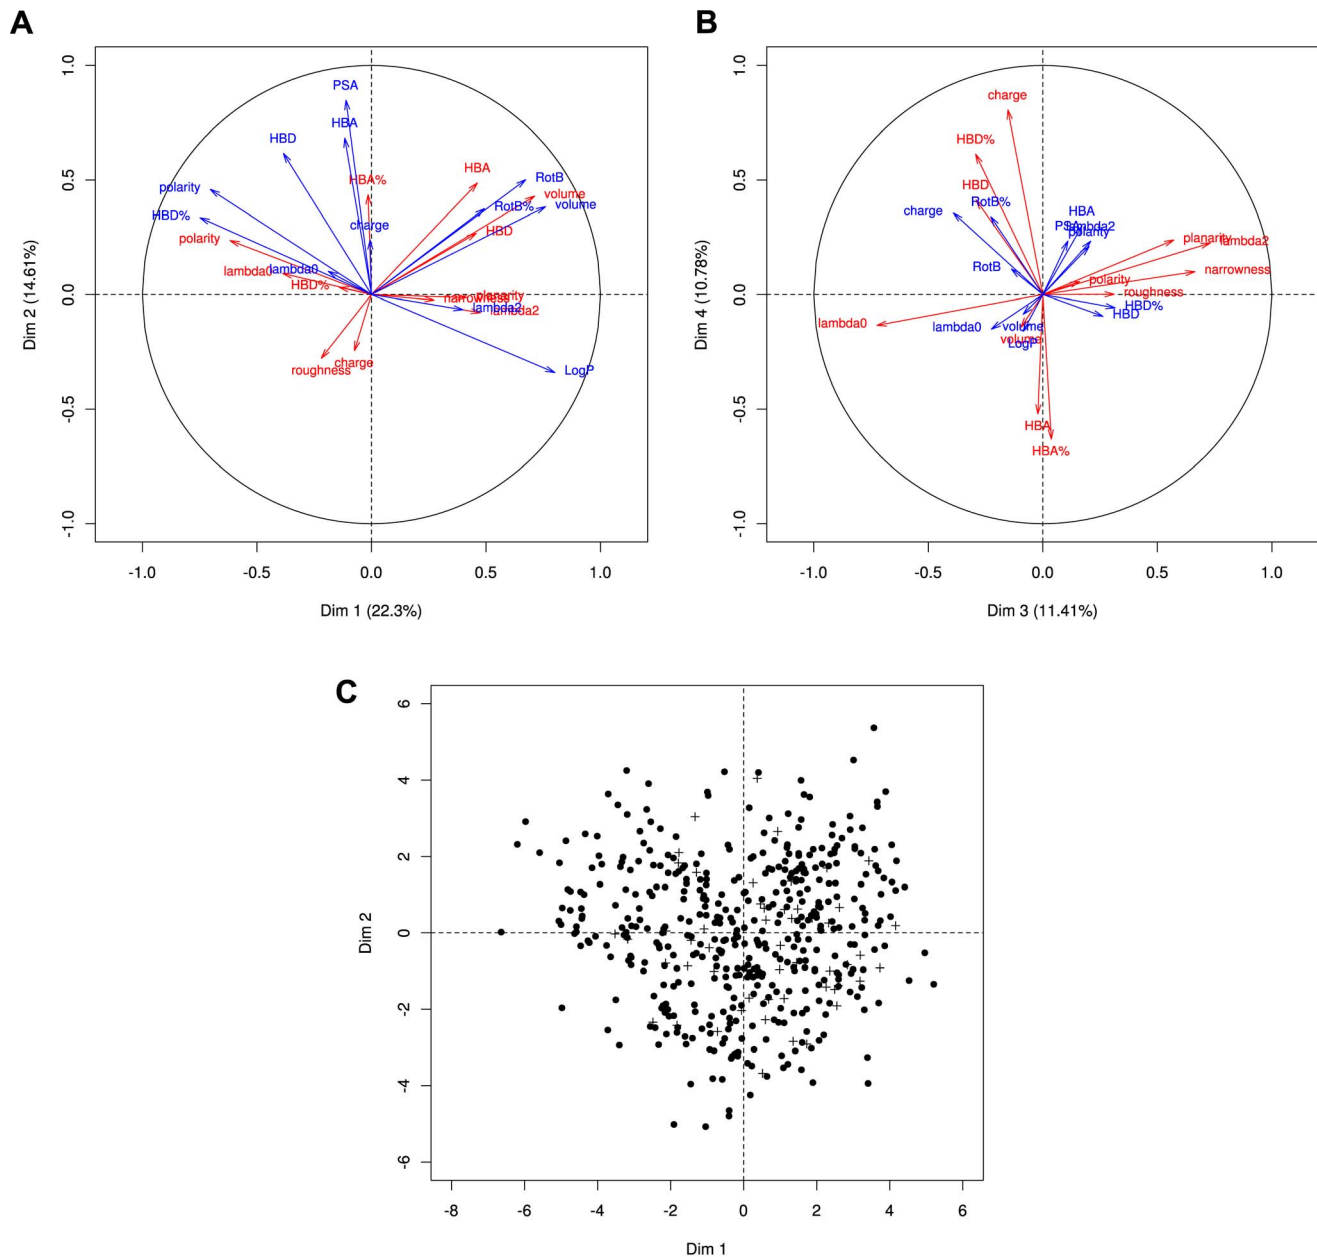 A
B
1.0
0.5
0.0
-0.5
-1.0
Dim 2 (14.61%)
PSA
HBA
HBD
HBA%
HBA
RotB
polarity
volume
HBD%
RotB%
volume
charge
HBD
polarity
lambda0
lambda0
HBD%
narrowness
planarity
lambda2
lambda2
charge
roughness
LogP
-1.0
-0.5
0.0
0.5
1.0
Dim 1 (22.3%)
1.0
0.5
0.0
-0.5
-1.0
Dim 4 (10.78%)
charge
HBD%
HBD
RotB%
charge
HBA
PSA
lambda2
polarity
planarity
lambda2
RotB
narrowness
polarity
roughness
HBD%
HBD
lambda0
lambda0
volume
volume
LogP
HBA
HBA%
-1.0
-0.5
0.0
0.5
1.0
Dim 3 (11.41%)
C
6
4
2
0
-2
-4
-6
Dim 2
-8
-6
-4
-2
0
2
4
6
Dim 1